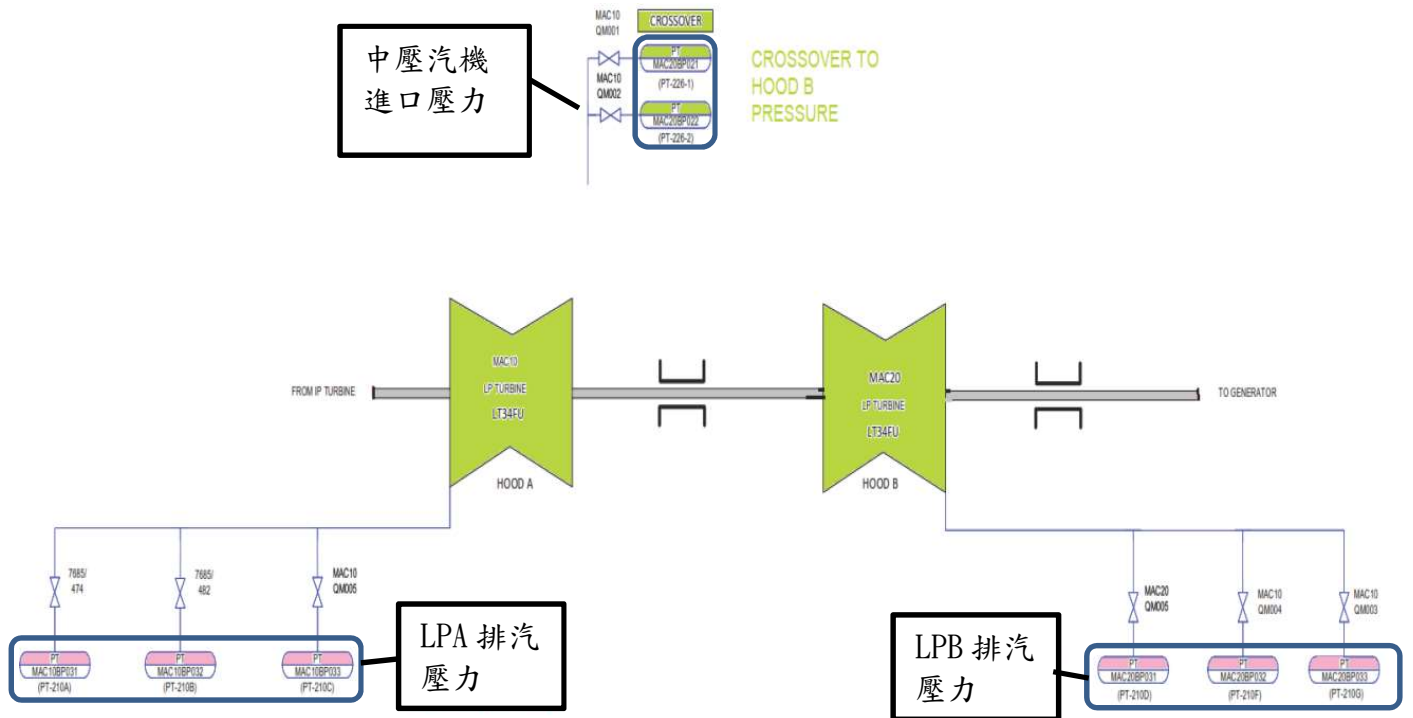 MAC10
QM001
CROSSOVER
中壓汽機
進口壓力
PT
MAC20BP021
(PT-226-1)
MAC10
QM002
PT
MAC20BP022
(PT-226-2)
CROSSOVER TO
HOOD B
PRESSURE
FROM IP TURBINE
MAC10
LP TURBINE
LT34FU
HOOD A
MAC20
LP TURBINE
LT34FU
HOOD B
TO GENERATOR
7685/
474
7685/
482
MAC10
QM005
PT
MAC10BP031
(PT-210A)
PT
MAC10BP032
(PT-210B)
PT
MAC10BP033
(PT-210C)
LPA 排汽
壓力
MAC20
QM005
MAC10
QM004
MAC10
QM003
LPB 排汽
壓力
PT
MAC20BP031
(PT-210D)
PT
MAC20BP032
(PT-210F)
PT
MAC20BP033
(PT-210G)